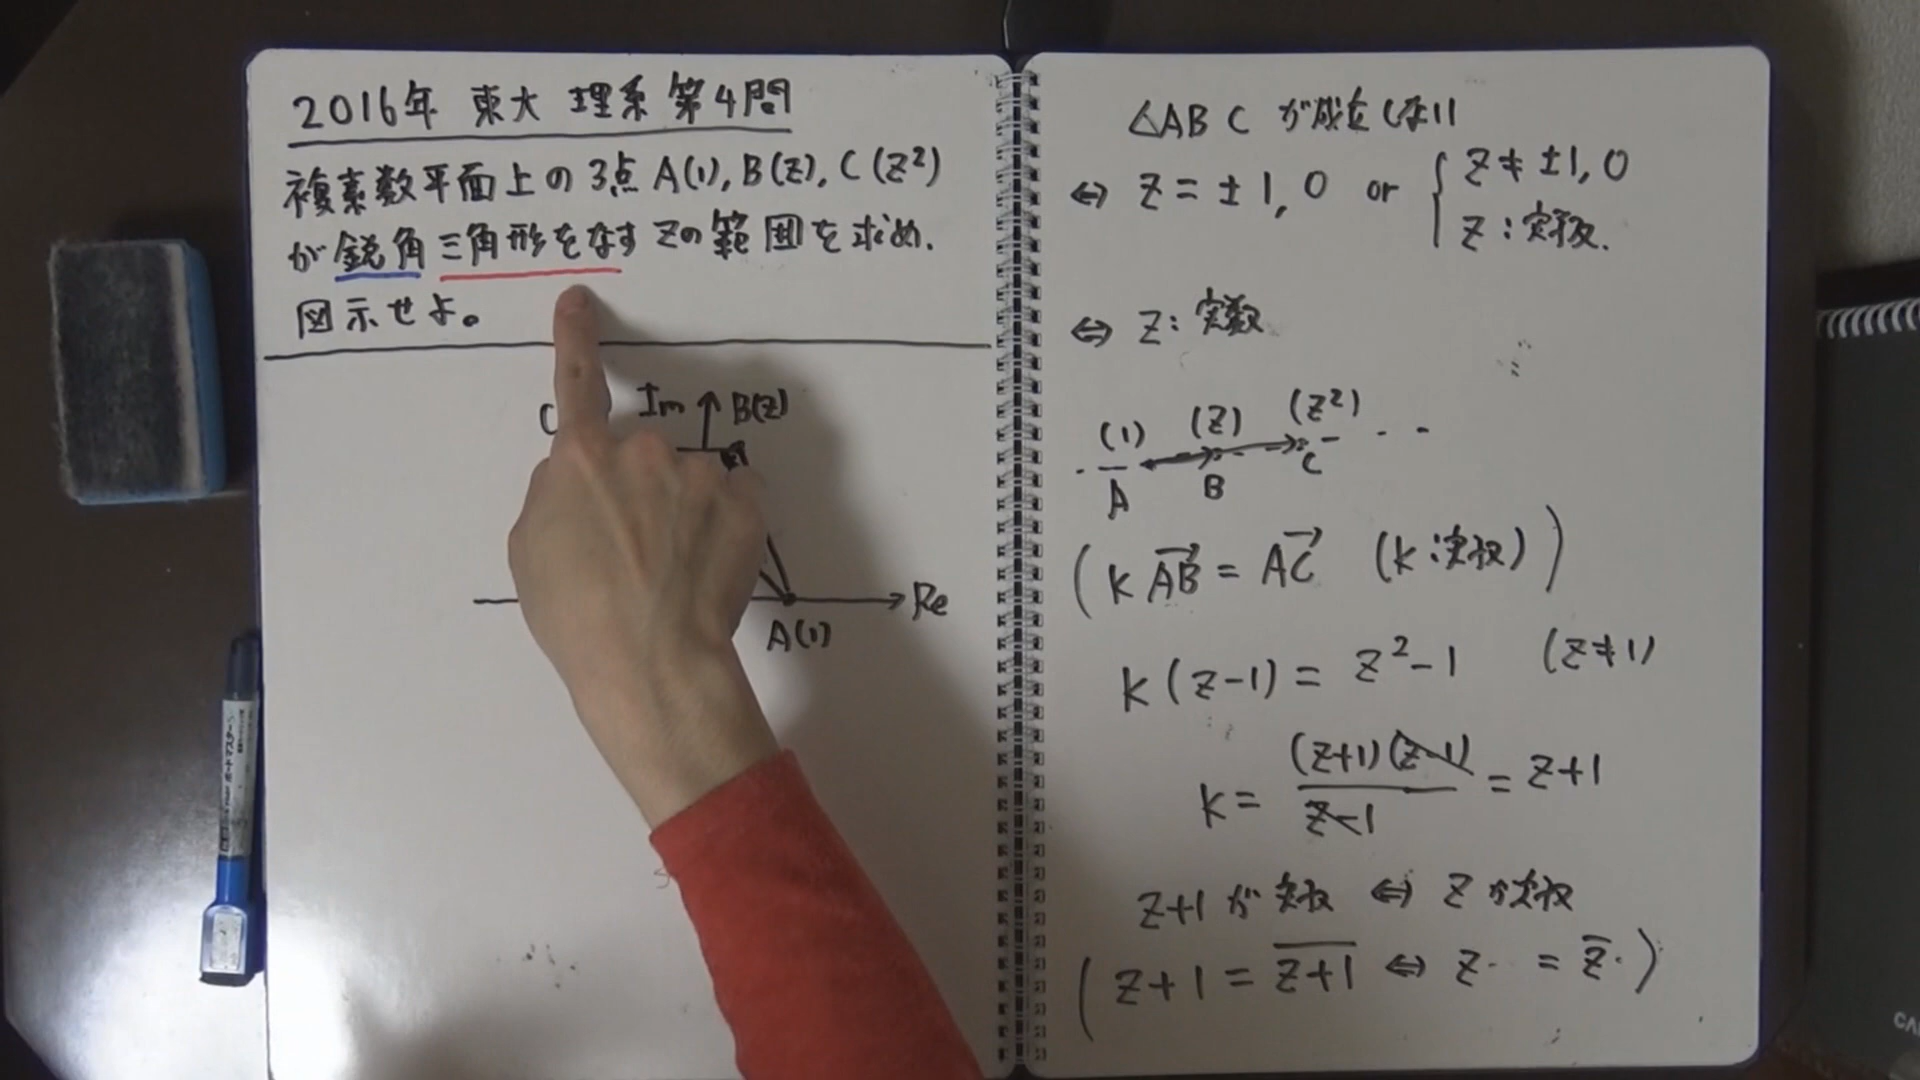 2016年 東大 理系 第4問
複素数平面上の3点 A(1), B(z), C(z²)
が鋭角三角形をなす zの範囲を求め.
図示せよ。
C
Im B(z)
Re
A(1)
△ABC が成立しない
⇔ z = ±1, 0 or { z ≠ ±1, 0
z:実数.
⇔ z:実数
(1) (z) (z²)
A B C
( k AB→ = AC→ (k:実数) )
k(z-1) = z²-1 (z≠1)
k = (z+1)(z-1) / z-1 = z+1
z+1が実数 ⇔ zが実数
( z+1 = \overline{z+1} ⇔ z = \overline{z} )
CA